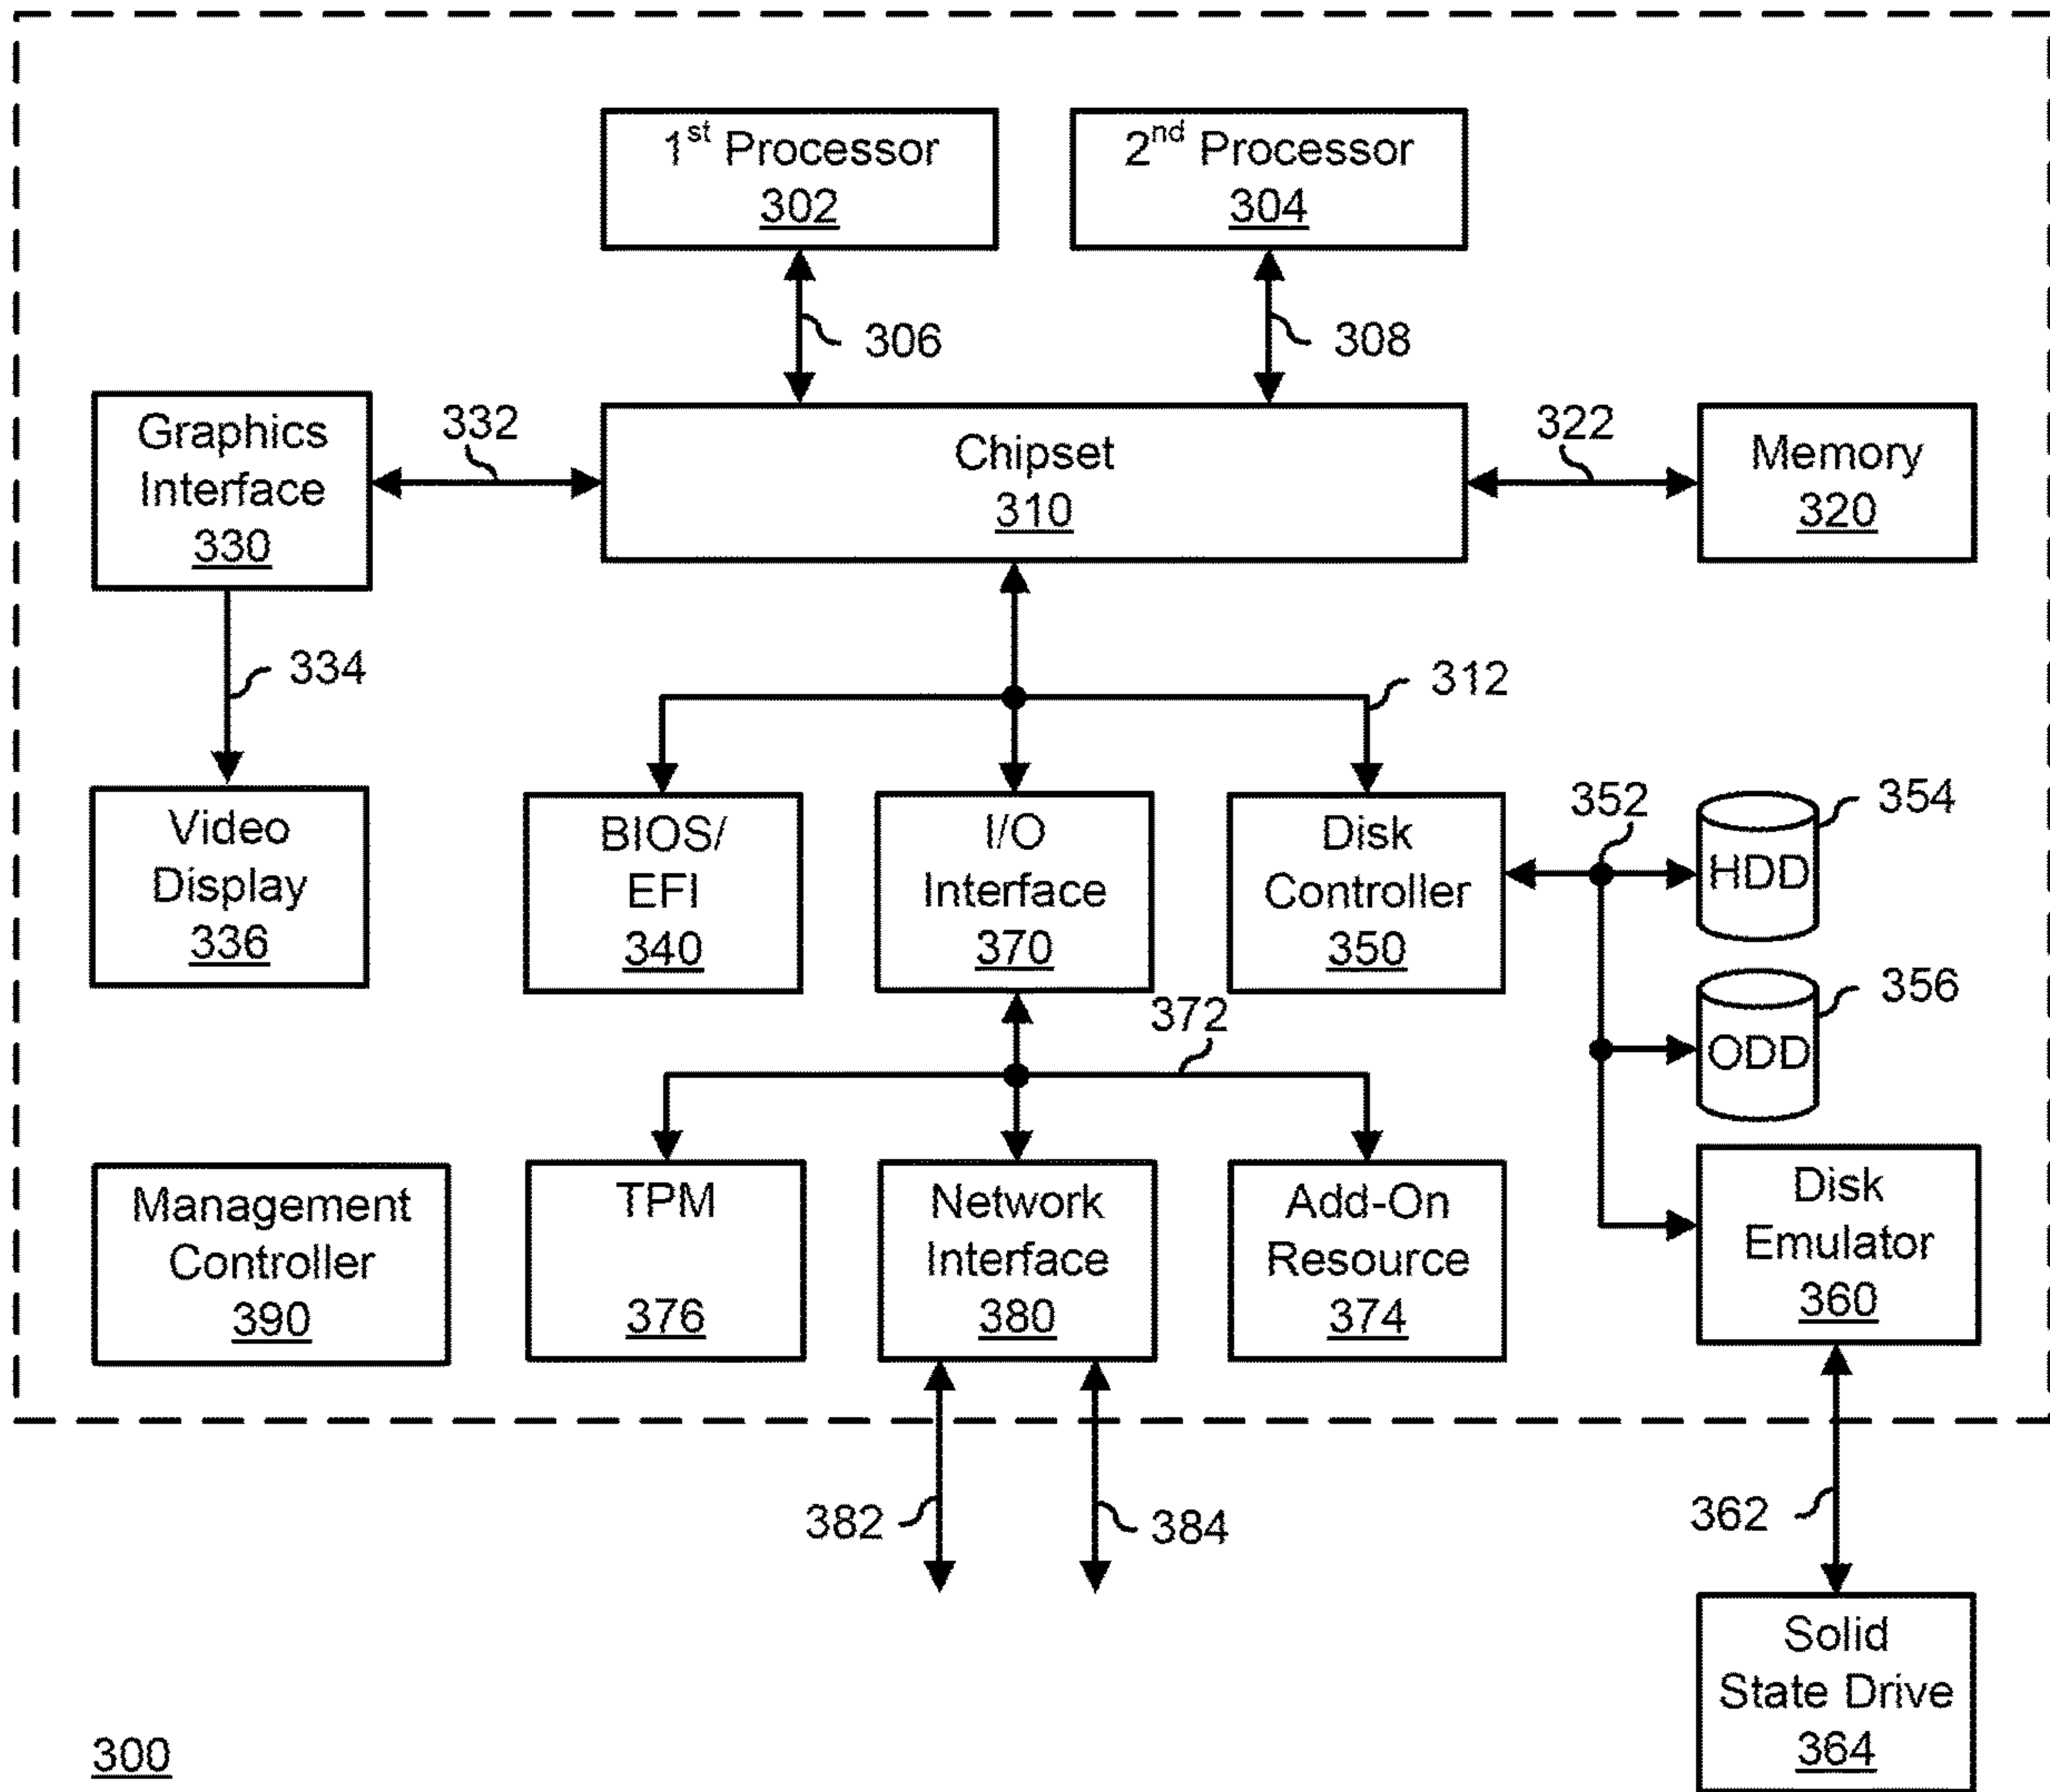 1st Processor
302
2nd Processor
304
306
308
Graphics
Interface
330
332
Chipset
310
322
Memory
320
334
312
Video
Display
336
BIOS/
EFI
340
I/O
Interface
370
Disk
Controller
350
352
HDD
354
ODD
356
372
Management
Controller
390
TPM
376
Network
Interface
380
Add-On
Resource
374
Disk
Emulator
360
382
384
362
Solid
State Drive
364
300